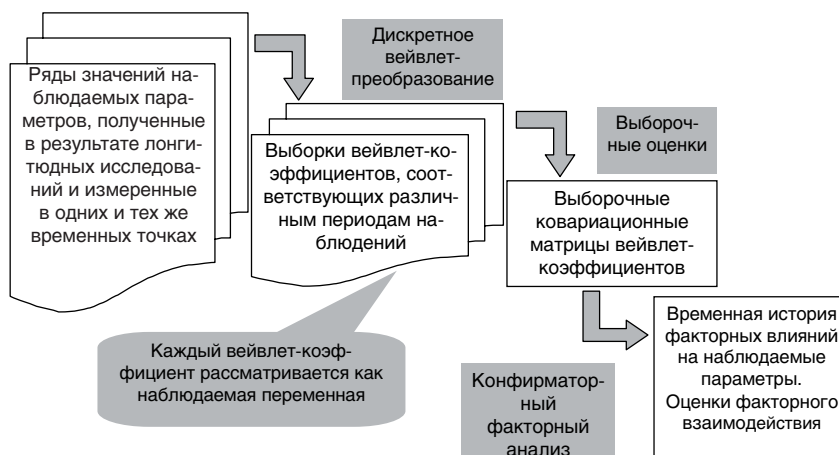 Ряды значений на-
блюдаемых пара-
метров, полученные
в результате лонги-
тюдных исследова-
ний и измеренные
в одних и тех же
временных точках
Дискретное
вейвлет-
преобразование
Выборки вейвлет-ко-
эффициентов, соот-
ветствующих различ-
ным периодам на-
блюдений
Выбороч-
ные оценки
Выборочные
ковариационные
матрицы вейвлет-
коэффициентов
Каждый вейвлет-коэф-
фициент рассматривается как
наблюдаемая переменная
Конфирматор-
ный
факторный
анализ
Временная история
факторных влияний
на наблюдаемые
параметры.
Оценки факторного
взаимодействия